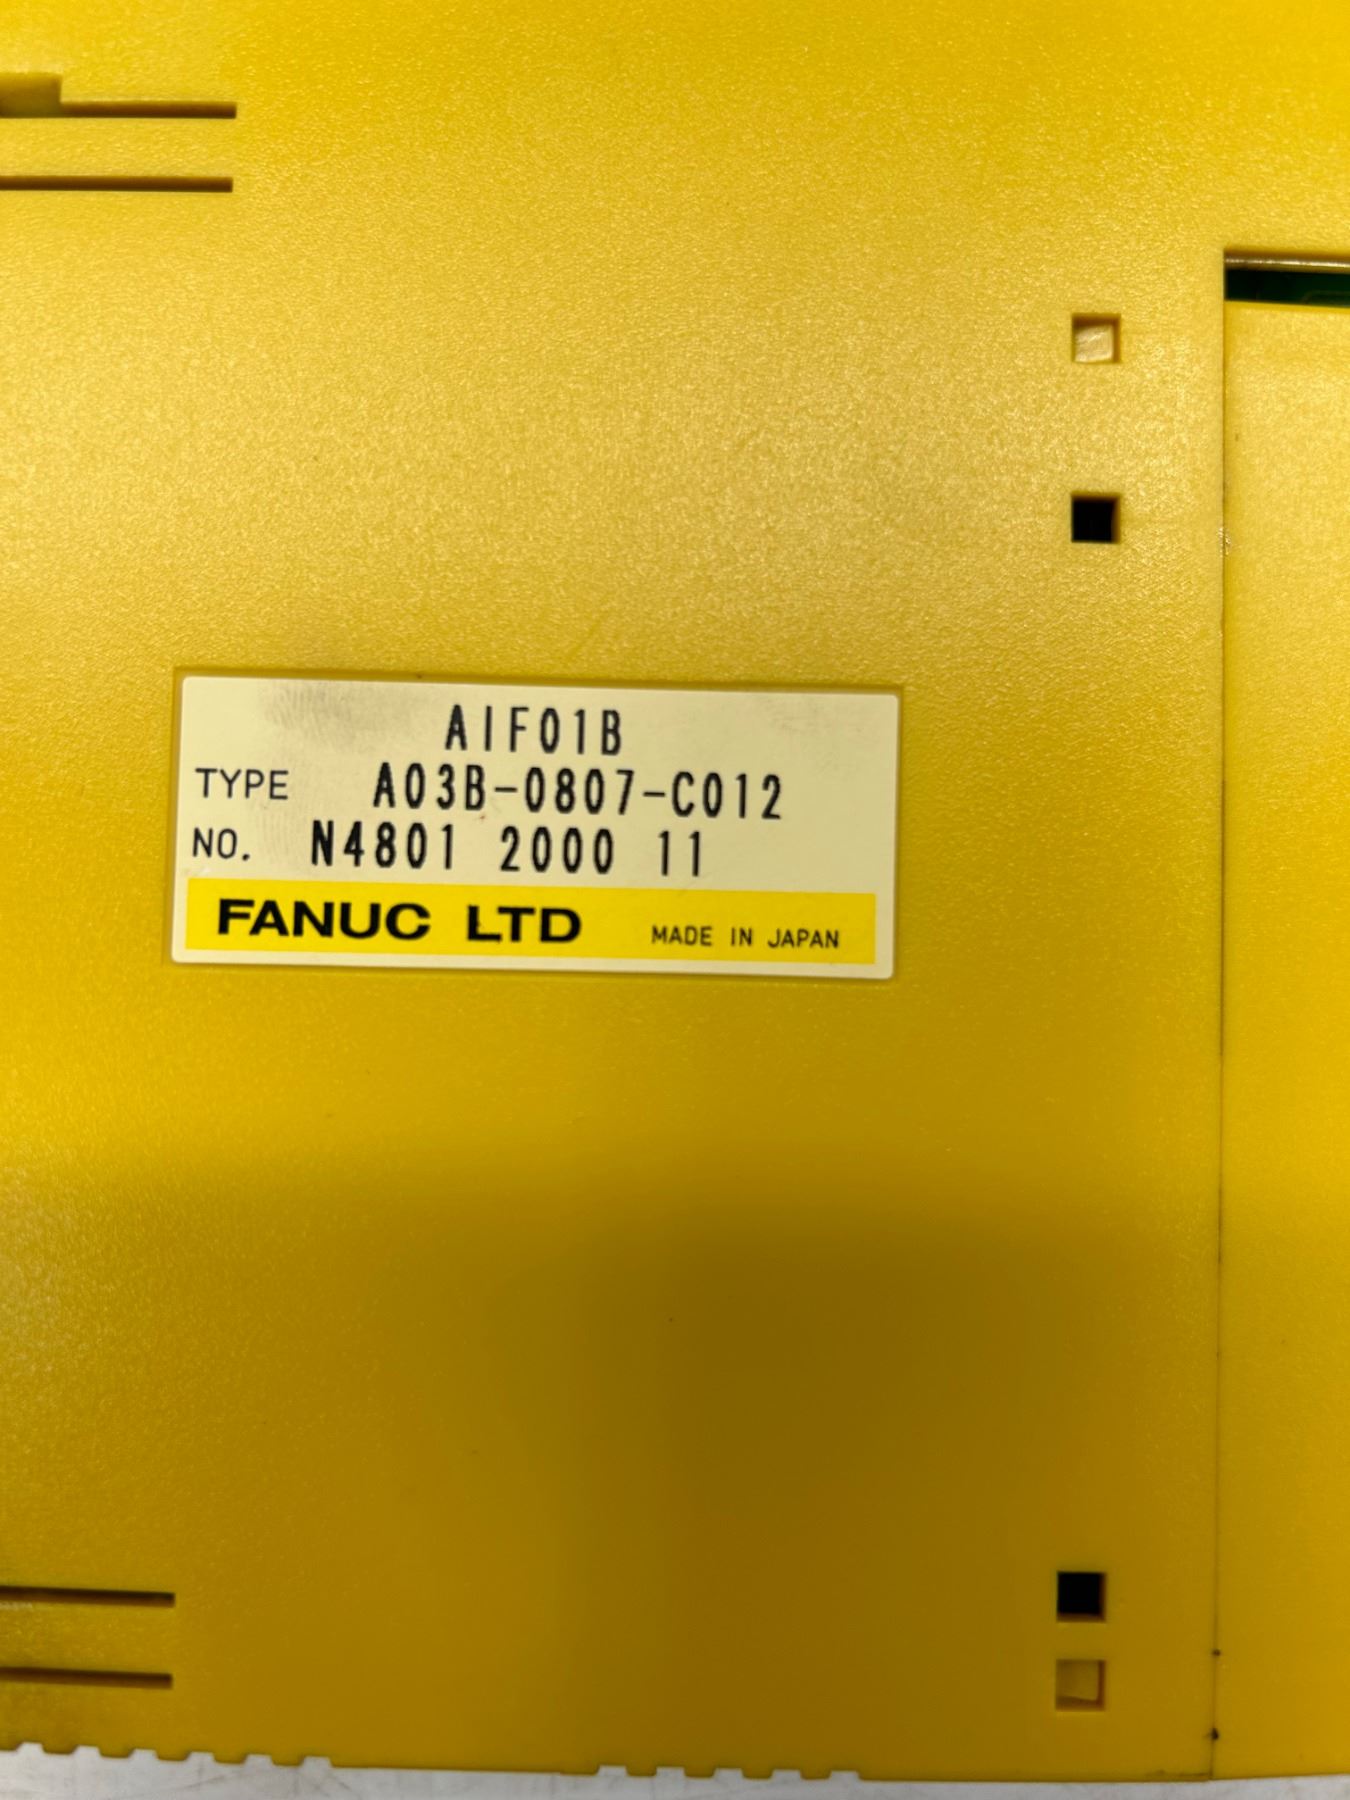 AIF01B
TYPE A03B-0807-C012
NO. N4801 2000 11
FANUC LTD MADE IN JAPAN